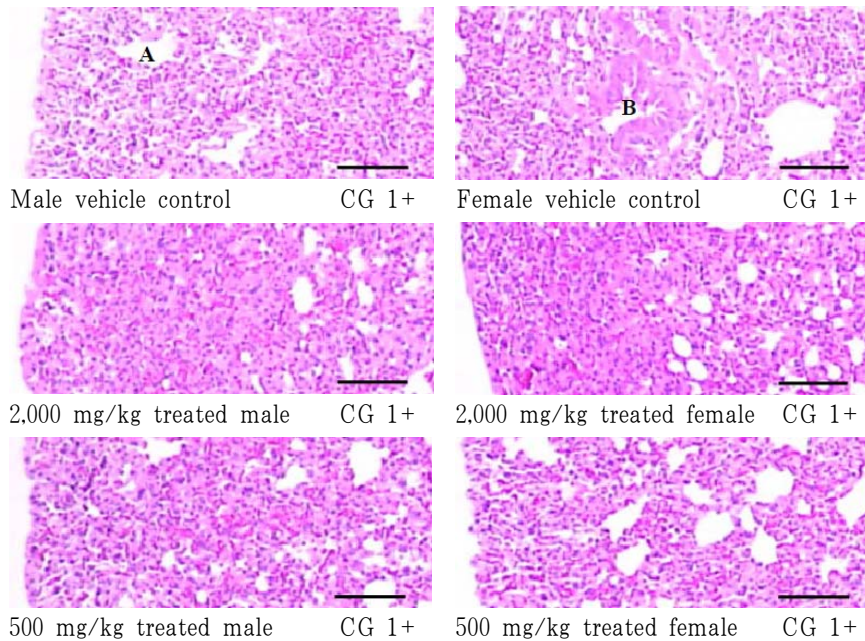 A
B
Male vehicle control CG 1+
Female vehicle control CG 1+
2,000 mg/kg treated male CG 1+
2,000 mg/kg treated female CG 1+
500 mg/kg treated male CG 1+
500 mg/kg treated female CG 1+